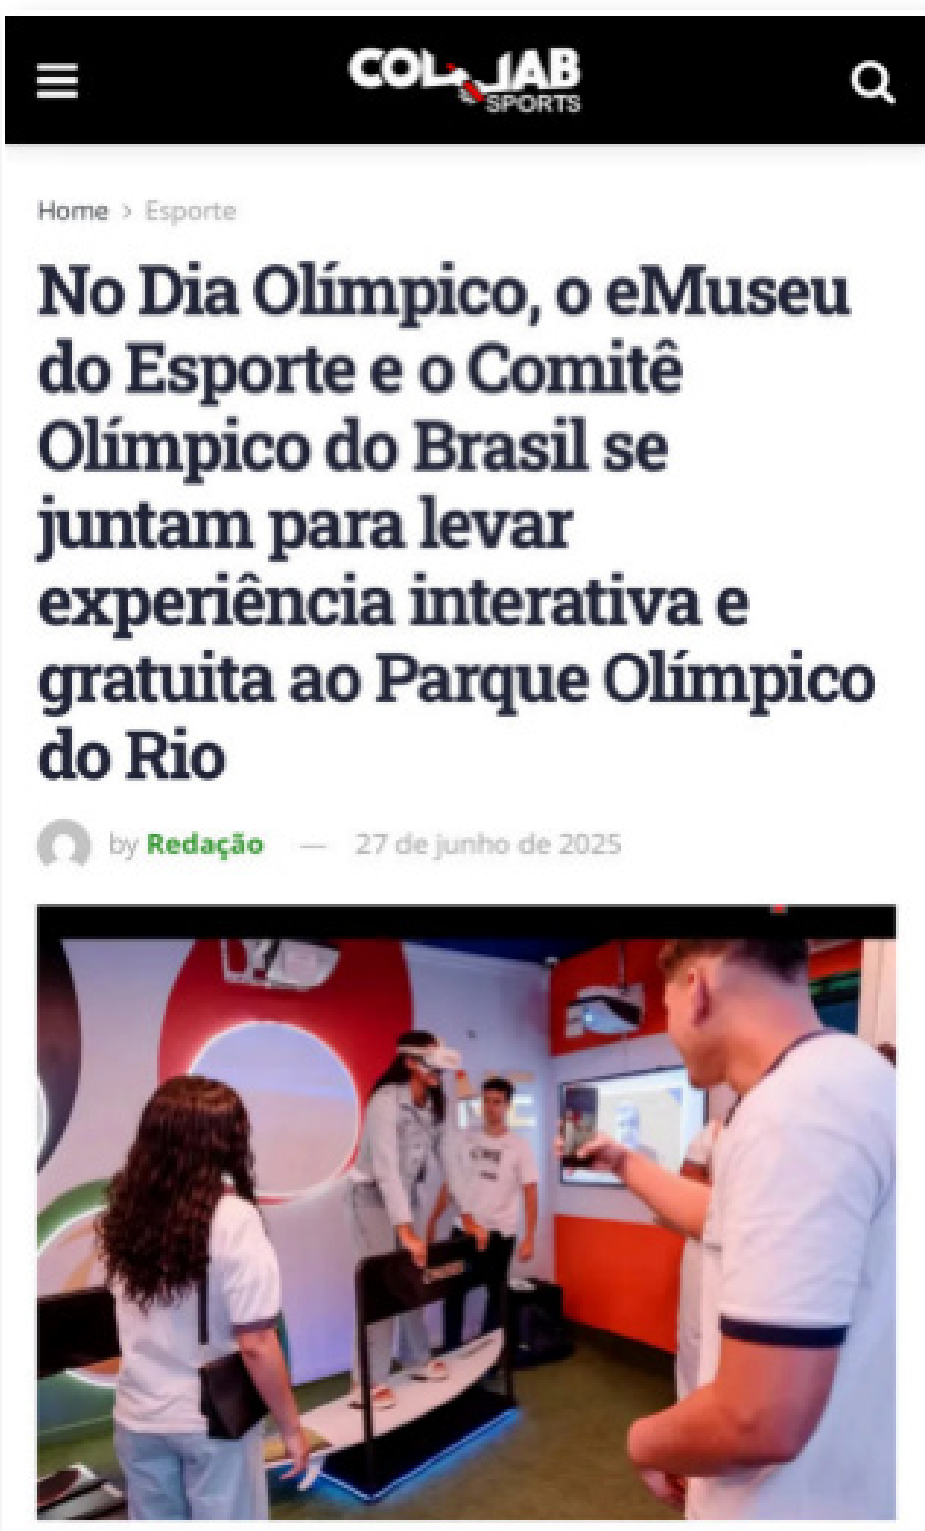 COLLAB
SPORTS
Home > Esporte
No Dia Olímpico, o eMuseu
do Esporte e o Comitê
Olímpico do Brasil se
juntam para levar
experiência interativa e
gratuita ao Parque Olímpico
do Rio
by Redação — 27 de junho de 2025